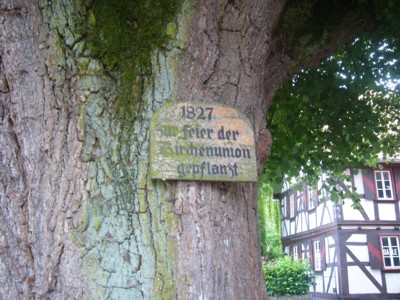 1827
Zur Feier der
Kirchenunion
gepflanzt